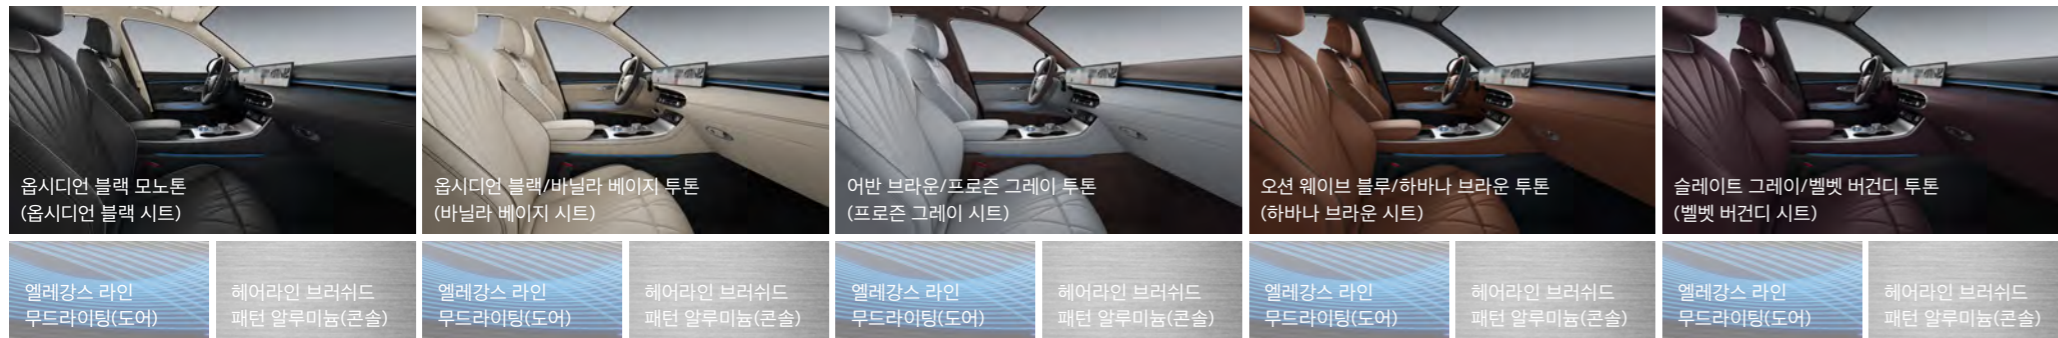 옵시디언 블랙 모노톤
(옵시디언 블랙 시트)
옵시디언 블랙/바닐라 베이지 투톤
(바닐라 베이지 시트)
어반 브라운/프로즌 그레이 투톤
(프로즌 그레이 시트)
오션 웨이브 블루/하바나 브라운 투톤
(하바나 브라운 시트)
슬레이트 그레이/벨벳 버건디 투톤
(벨벳 버건디 시트)
엘레강스 라인
무드라이팅(도어)
헤어라인 브러쉬드
패턴 알루미늄(콘솔)
엘레강스 라인
무드라이팅(도어)
헤어라인 브러쉬드
패턴 알루미늄(콘솔)
엘레강스 라인
무드라이팅(도어)
헤어라인 브러쉬드
패턴 알루미늄(콘솔)
엘레강스 라인
무드라이팅(도어)
헤어라인 브러쉬드
패턴 알루미늄(콘솔)
엘레강스 라인
무드라이팅(도어)
헤어라인 브러쉬드
패턴 알루미늄(콘솔)